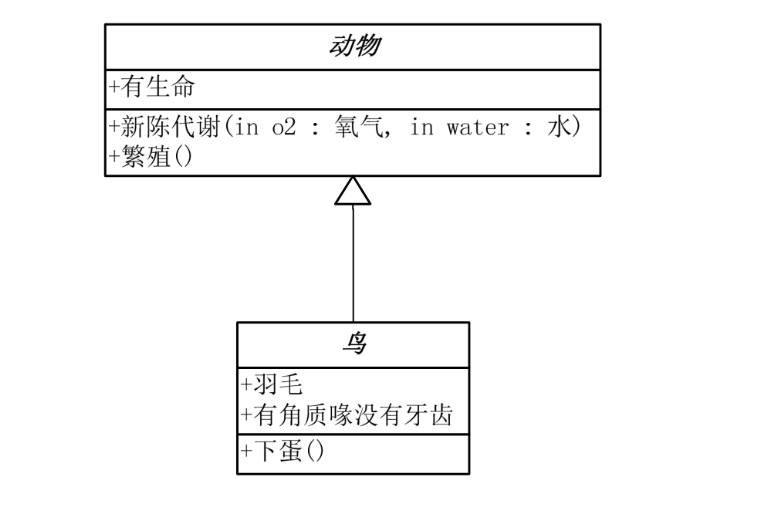 动物
+有生命
+新陈代谢(in o2 : 氧气, in water : 水)
+繁殖()
鸟
+羽毛
+有角质喙没有牙齿
+下蛋()